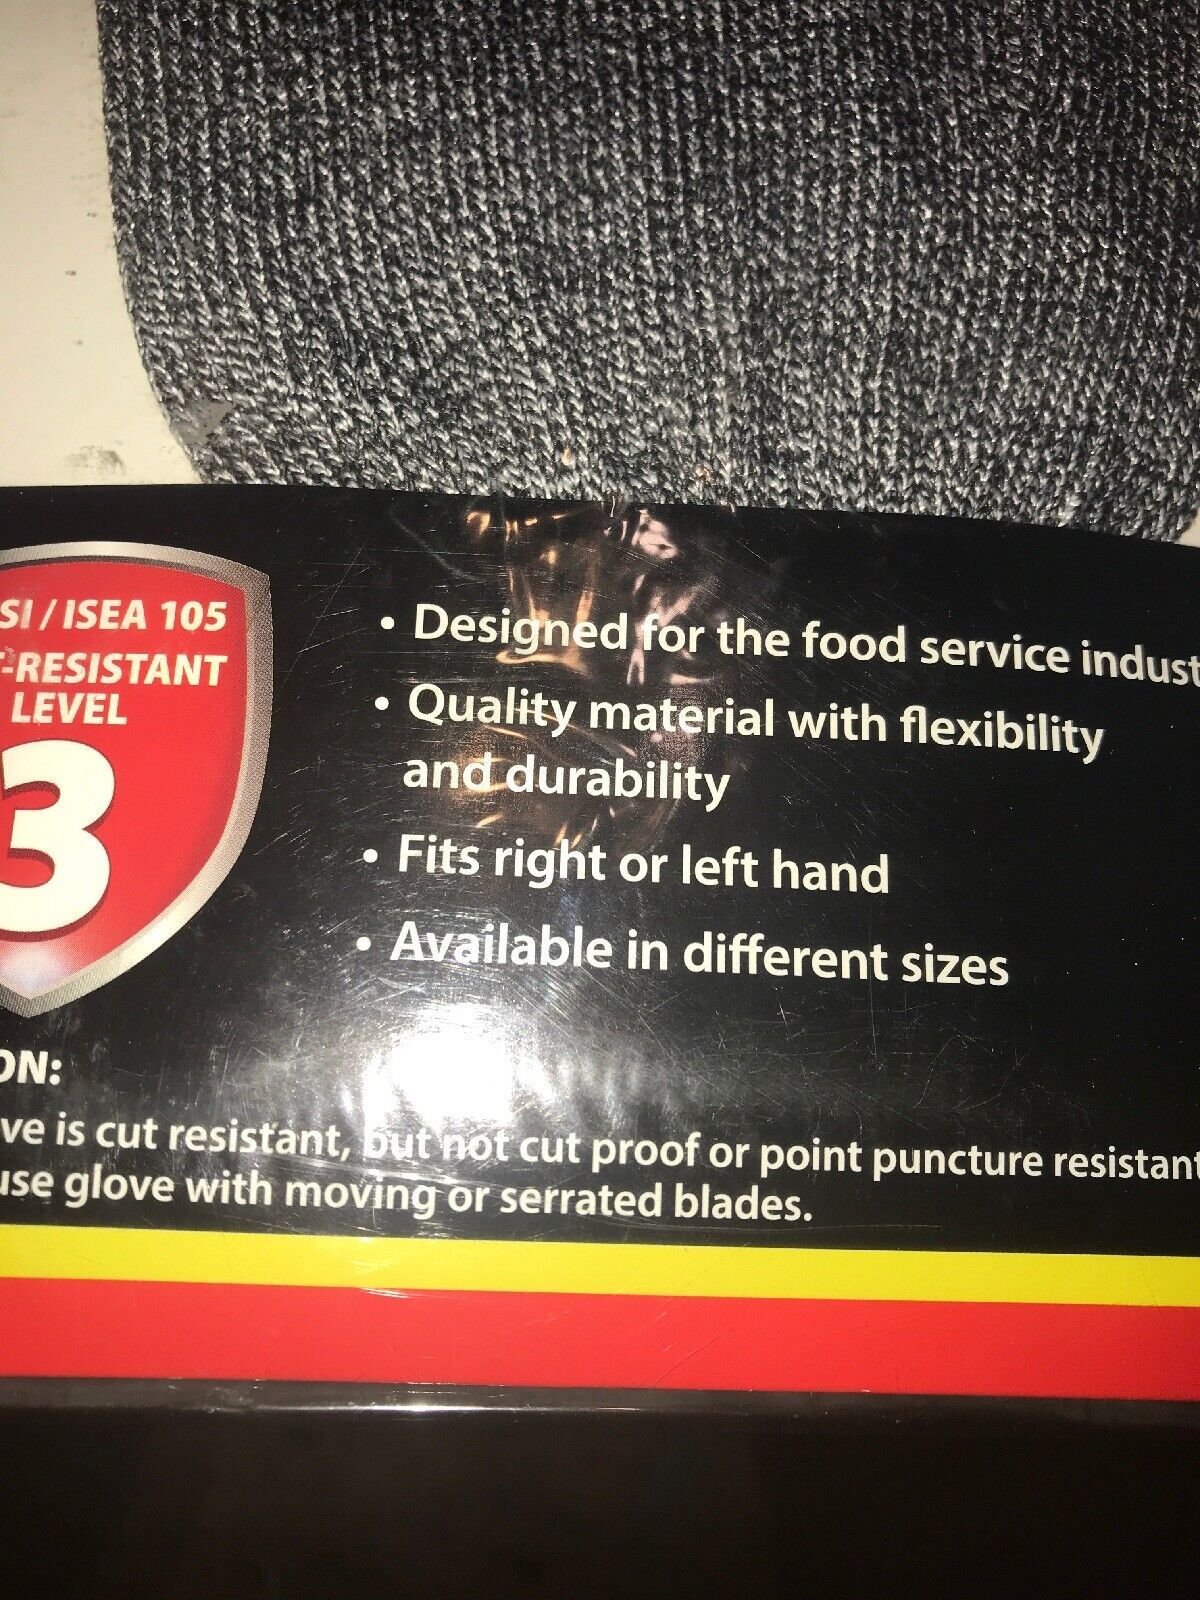 SI / ISEA 105
-RESISTANT
LEVEL
3
• Designed for the food service indust
• Quality material with flexibility
and durability
• Fits right or left hand
• Available in different sizes
ON:
ve is cut resistant, but not cut proof or point puncture resistant
use glove with moving or serrated blades.